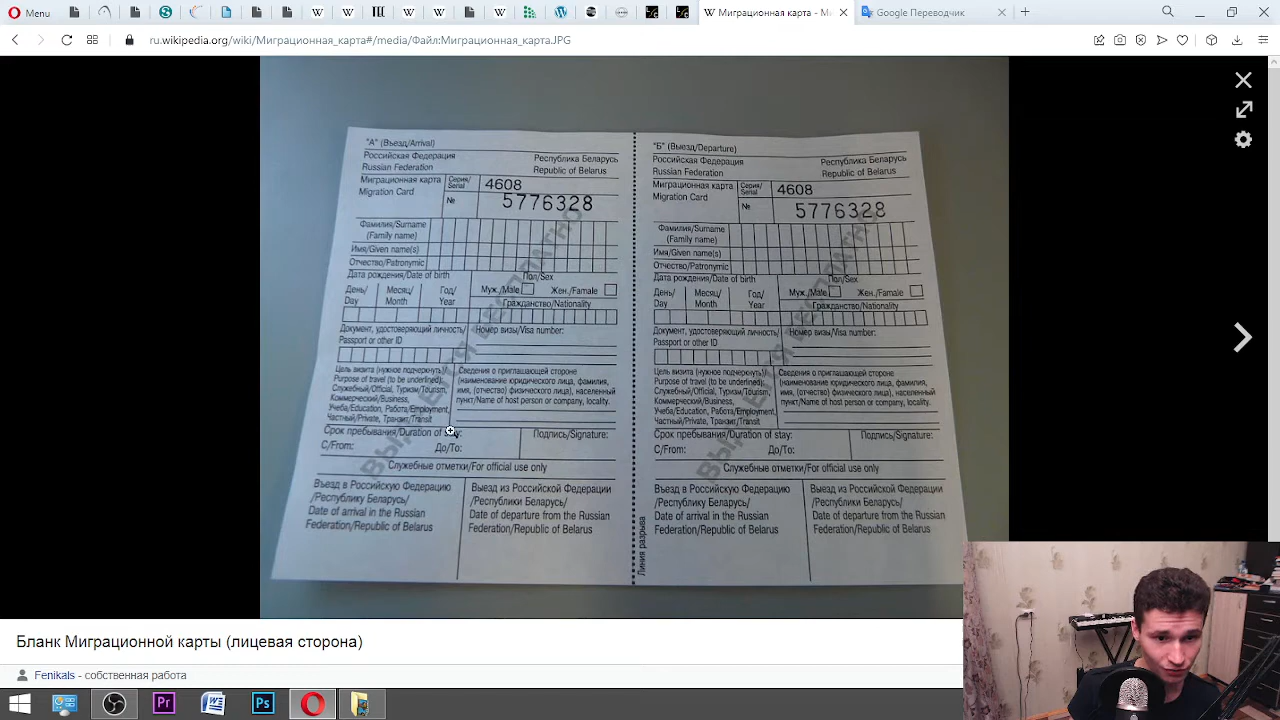 Menu
Миграционная карта - М
Google Переводчик
ru.wikipedia.org/wiki/Миграционная_карта#/media/Файл:Миграционная_карта.JPG
"А" (Въезд/Arrival)
Российская Федерация
Республика Беларусь
Russian Federation
Republic of Belarus
Миграционная карта
Migration Card
Серия/
Serial
4608
№
5776328
Фамилия/Surname
(Family name)
Имя/Given name(s)
Отчество/Patronymic
Дата рождения/Date of birth
Пол/Sex
День/
Day
Месяц/
Month
Год/
Year
Муж./Male
Жен./Famale
Гражданство/Nationality
Документ, удостоверяющий личность/
Passport or other ID
Номер визы/Visa number:
Цель визита (нужное подчеркнуть)/
Purpose of travel (to be underlined):
Служебный/Official, Туризм/Tourism,
Коммерческий/Business,
Учеба/Education, Работа/Employment,
Частный/Private, Транзит/Transit
Сведения о приглашающей стороне
(наименование юридического лица, фамилия,
имя, (отчество) физического лица), населенный
пункт/Name of host person or company, locality.
Срок пребывания/Duration of stay:
С/From:
До/To:
Подпись/Signature:
Служебные отметки/For official use only
Въезд в Российскую Федерацию
/Республику Беларусь/
Date of arrival in the Russian
Federation/Republic of Belarus
Выезд из Российской Федерации
/Республики Беларусь/
Date of departure from the Russian
Federation/Republic of Belarus
Линия разрыва
"Б" (Выезд/Departure)
Российская Федерация
Республика Беларусь
Russian Federation
Republic of Belarus
Миграционная карта
Migration Card
Серия/
Serial
4608
№
5776328
Фамилия/Surname
(Family name)
Имя/Given name(s)
Отчество/Patronymic
Дата рождения/Date of birth
Пол/Sex
День/
Day
Месяц/
Month
Год/
Year
Муж./Male
Жен./Famale
Гражданство/Nationality
Документ, удостоверяющий личность/
Passport or other ID
Номер визы/Visa number:
Цель визита (нужное подчеркнуть)/
Purpose of travel (to be underlined):
Служебный/Official, Туризм/Tourism,
Коммерческий/Business,
Учеба/Education, Работа/Employment,
Частный/Private, Транзит/Transit
Сведения о приглашающей стороне
(наименование юридического лица, фамилия,
имя, (отчество) физического лица), населенный
пункт/Name of host person or company, locality.
Срок пребывания/Duration of stay:
С/From:
До/To:
Подпись/Signature:
Служебные отметки/For official use only
Въезд в Российскую Федерацию
/Республику Беларусь/
Date of arrival in the Russian
Federation/Republic of Belarus
Выезд из Российской Федерации
/Республики Беларусь/
Date of departure from the Russian
Federation/Republic of Belarus
Бланк Миграционной карты (лицевая сторона)
Fenikals - собственная работа
Pr
W
Ps